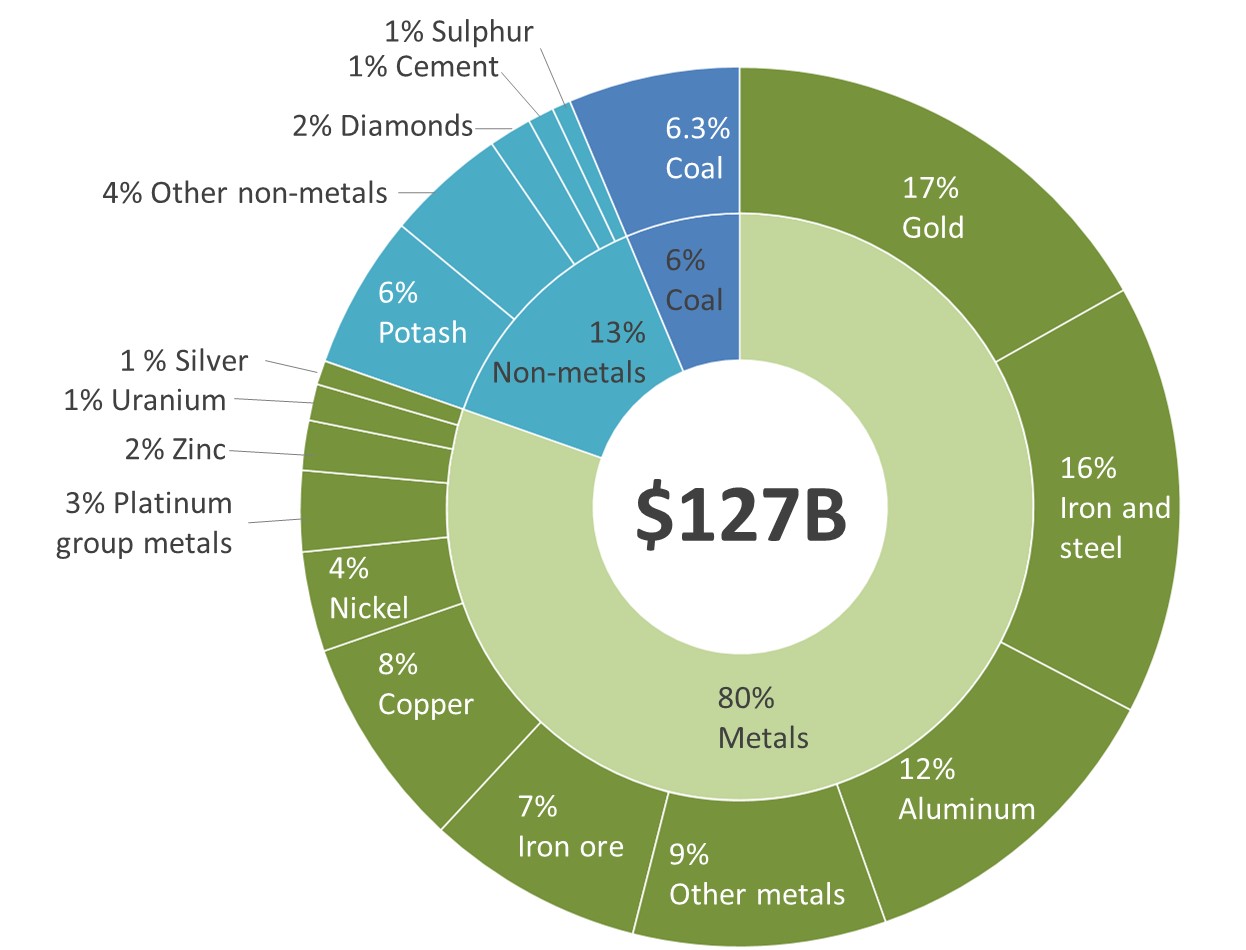 1% Sulphur
1% Cement
2% Diamonds
4% Other non-metals
6.3%
Coal
17%
Gold
6%
Coal
6%
Potash
13%
Non-metals
1 % Silver
1% Uranium
2% Zinc
3% Platinum
group metals
16%
Iron and
steel
$127B
4%
Nickel
8%
Copper
80%
Metals
12%
Aluminum
7%
Iron ore
9%
Other metals